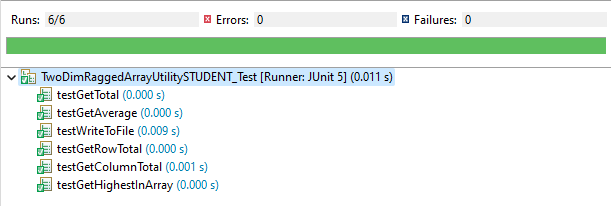 Runs: 6/6 Errors: 0 Failures: 0
TwoDimRaggedArrayUtilitySTUDENT_Test [Runner: JUnit 5] (0.011 s)
testGetTotal (0.000 s)
testGetAverage (0.000 s)
testWriteToFile (0.009 s)
testGetRowTotal (0.000 s)
testGetColumnTotal (0.001 s)
testGetHighestInArray (0.000 s)